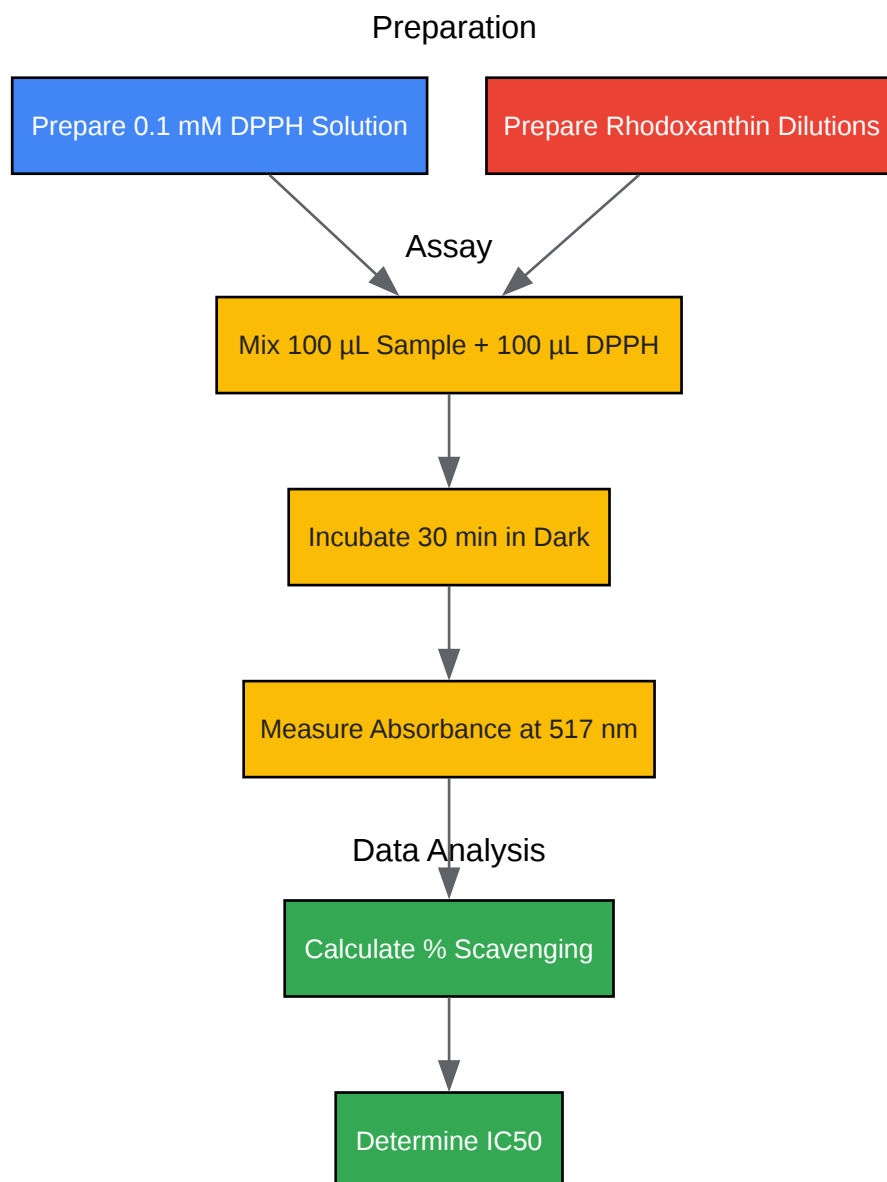 Preparation
Prepare 0.1 mM DPPH Solution
Prepare Rhodoxanthin Dilutions
Assay
Mix 100 µL Sample + 100 µL DPPH
Incubate 30 min in Dark
Measure Absorbance at 517 nm
Data Analysis
Calculate % Scavenging
Determine IC50